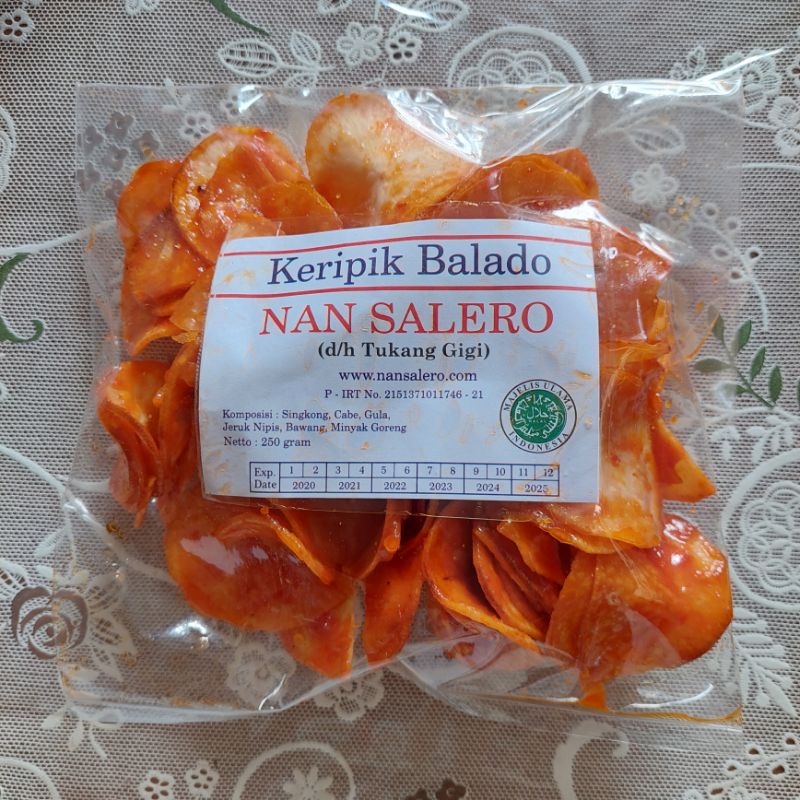 Keripik Balado
NAN SALERO
(d/h Tukang Gigi)
www.nansalero.com
P - IRT No. 2151371011746 - 21
Komposisi : Singkong, Cabe, Gula,
Jeruk Nipis, Bawang, Minyak Goreng
Netto : 250 gram
MAJELIS ULAMA
حلال
HALAL
INDONESIA
Exp. 1 2 3 4 5 6 7 8 9 10 11 12
Date 2020 2021 2022 2023 2024 2025